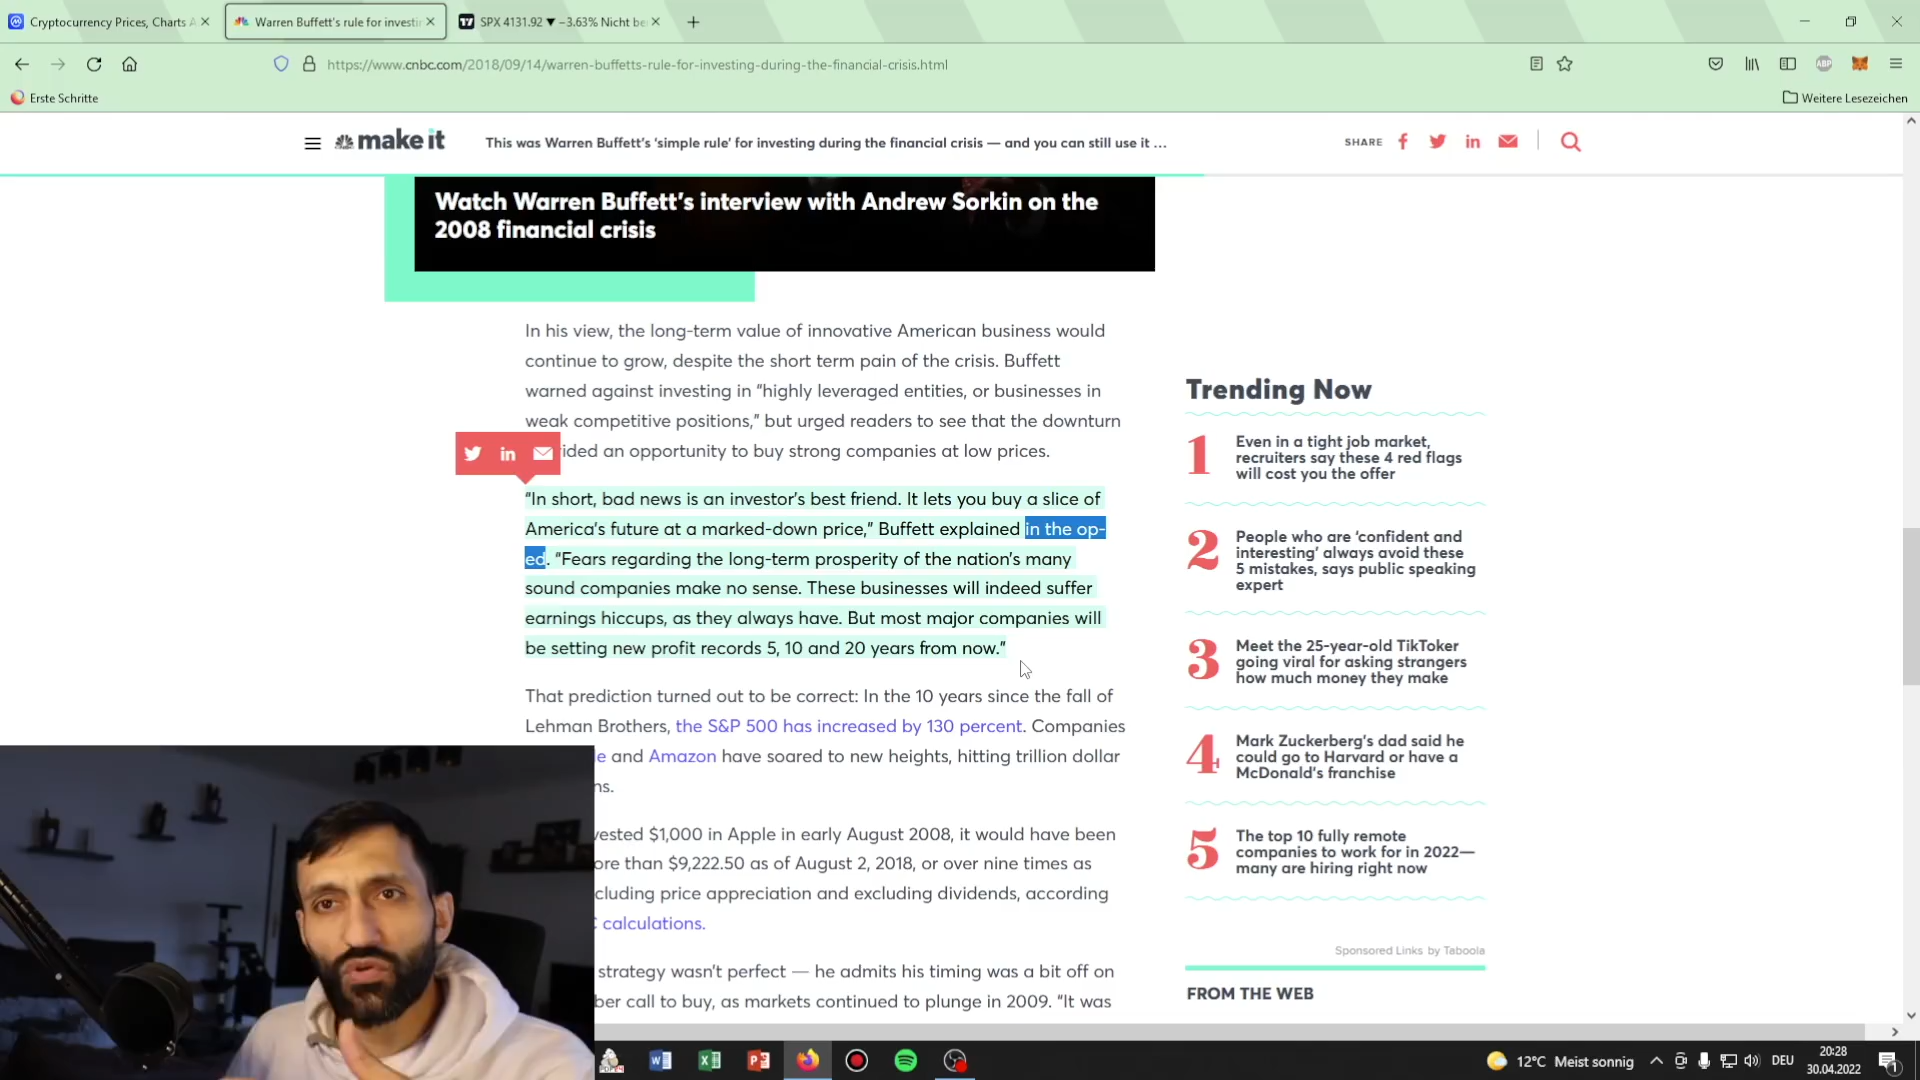 Cryptocurrency Prices, Charts A
Warren Buffett's rule for investin
SPX 4131.92 ▼ −3.63% Nicht be
https://www.cnbc.com/2018/09/14/warren-buffetts-rule-for-investing-during-the-financial-crisis.html
ABP
Erste Schritte
Weitere Lesezeichen
make it
This was Warren Buffett's 'simple rule' for investing during the financial crisis — and you can still use it ...
SHARE
Watch Warren Buffett's interview with Andrew Sorkin on the
2008 financial crisis
In his view, the long-term value of innovative American business would
continue to grow, despite the short term pain of the crisis. Buffett
warned against investing in "highly leveraged entities, or businesses in
weak competitive positions," but urged readers to see that the downturn
vided an opportunity to buy strong companies at low prices.
"In short, bad news is an investor's best friend. It lets you buy a slice of
America's future at a marked-down price," Buffett explained in the op-
ed. "Fears regarding the long-term prosperity of the nation's many
sound companies make no sense. These businesses will indeed suffer
earnings hiccups, as they always have. But most major companies will
be setting new profit records 5, 10 and 20 years from now."
That prediction turned out to be correct: In the 10 years since the fall of
Lehman Brothers, the S&P 500 has increased by 130 percent. Companies
e and Amazon have soared to new heights, hitting trillion dollar
ns.
vested $1,000 in Apple in early August 2008, it would have been
ore than $9,222.50 as of August 2, 2018, or over nine times as
cluding price appreciation and excluding dividends, according
C calculations.
strategy wasn't perfect — he admits his timing was a bit off on
ber call to buy, as markets continued to plunge in 2009. "It was
Trending Now
1
Even in a tight job market,
recruiters say these 4 red flags
will cost you the offer
2
People who are 'confident and
interesting' always avoid these
5 mistakes, says public speaking
expert
3
Meet the 25-year-old TikToker
going viral for asking strangers
how much money they make
4
Mark Zuckerberg's dad said he
could go to Harvard or have a
McDonald's franchise
5
The top 10 fully remote
companies to work for in 2022—
many are hiring right now
Sponsored Links by Taboola
FROM THE WEB
12°C Meist sonnig
DEU
20:28
30.04.2022
1